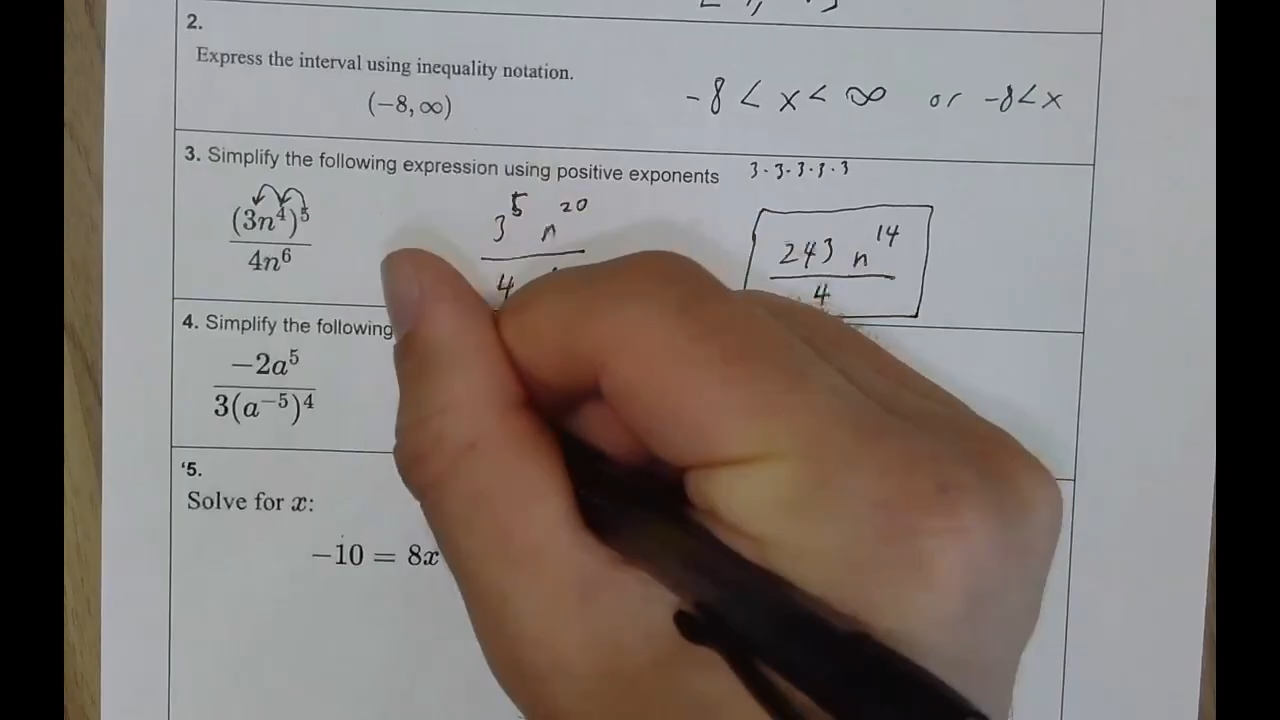 2.
Express the interval using inequality notation.
(−8, ∞)
-8 < x < ∞ or -8 < x
3. Simplify the following expression using positive exponents
3·3·3·3·3
(3n⁴)⁵
4n⁶
3⁵ n²⁰
4
243 n¹⁴
4
4. Simplify the following
−2a⁵
3(a⁻⁵)⁴
'5.
Solve for x:
−10 = 8x